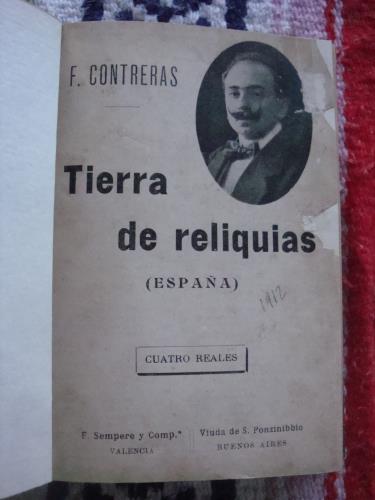 F. CONTRERAS
Tierra
de reliquias
(ESPAÑA)
1912
CUATRO REALES
F. Sempere y Comp.ª
VALENCIA
Viuda de S. Ponzinibbio
BUENOS AIRES